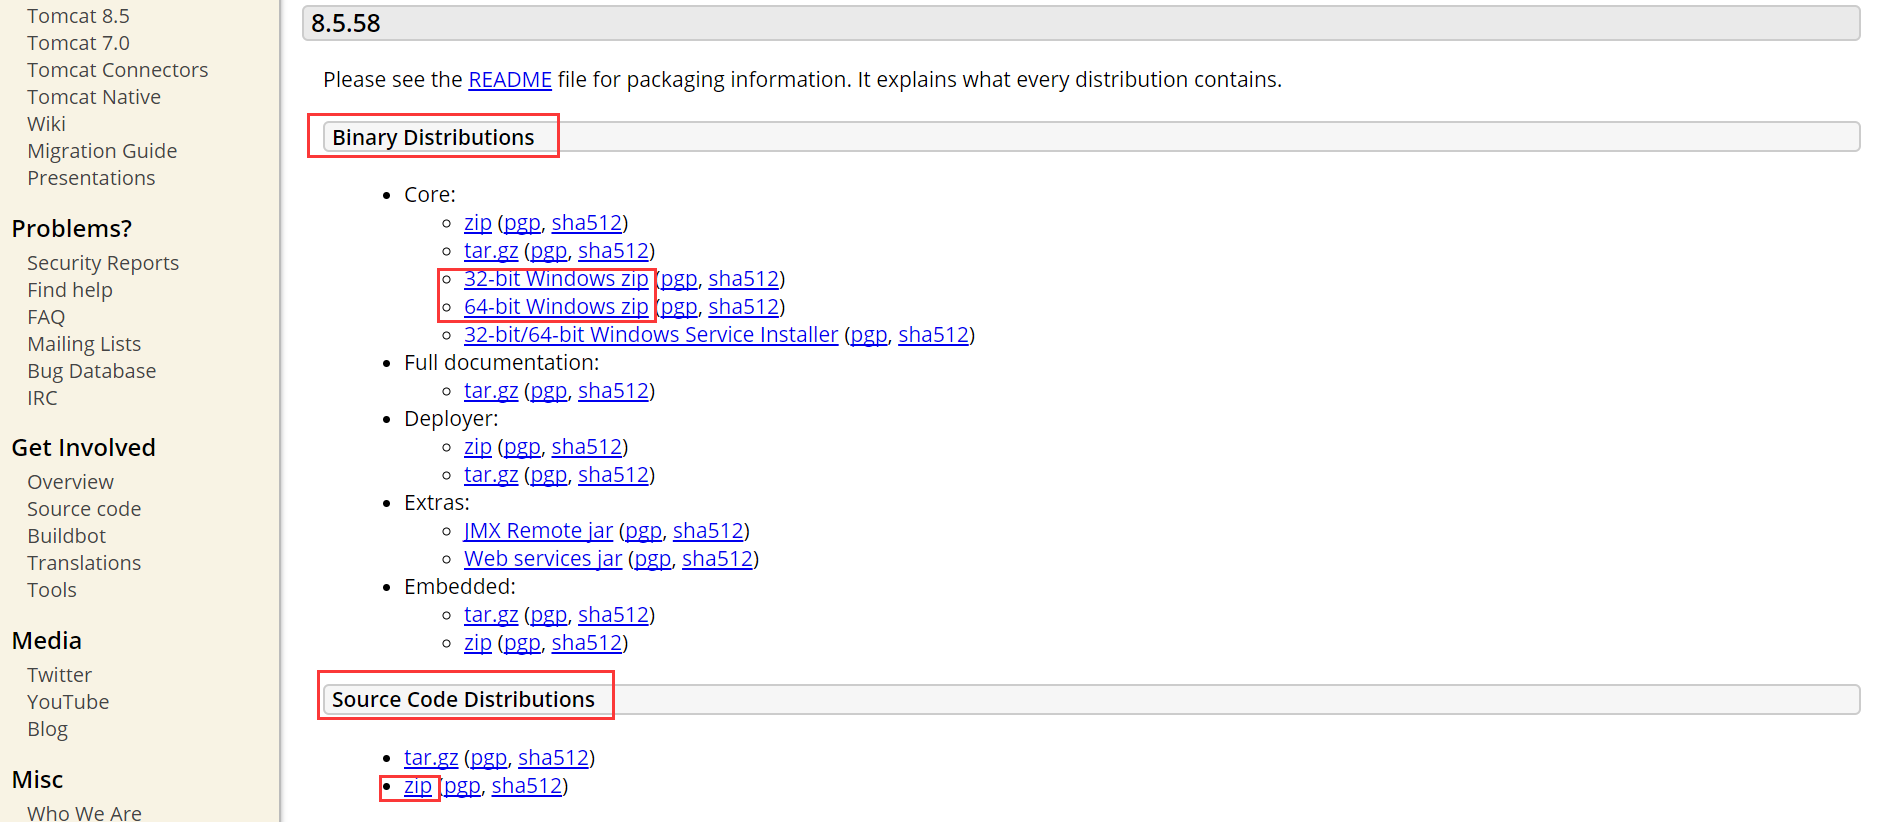 Tomcat 8.5
Tomcat 7.0
Tomcat Connectors
Tomcat Native
Wiki
Migration Guide
Presentations
Problems?
Security Reports
Find help
FAQ
Mailing Lists
Bug Database
IRC
Get Involved
Overview
Source code
Buildbot
Translations
Tools
Media
Twitter
YouTube
Blog
Misc
Who We Are
8.5.58
Please see the README file for packaging information. It explains what every distribution contains.
Binary Distributions
Core:
zip (pgp, sha512)
tar.gz (pgp, sha512)
32-bit Windows zip (pgp, sha512)
64-bit Windows zip (pgp, sha512)
32-bit/64-bit Windows Service Installer (pgp, sha512)
Full documentation:
tar.gz (pgp, sha512)
Deployer:
zip (pgp, sha512)
tar.gz (pgp, sha512)
Extras:
JMX Remote jar (pgp, sha512)
Web services jar (pgp, sha512)
Embedded:
tar.gz (pgp, sha512)
zip (pgp, sha512)
Source Code Distributions
tar.gz (pgp, sha512)
zip (pgp, sha512)